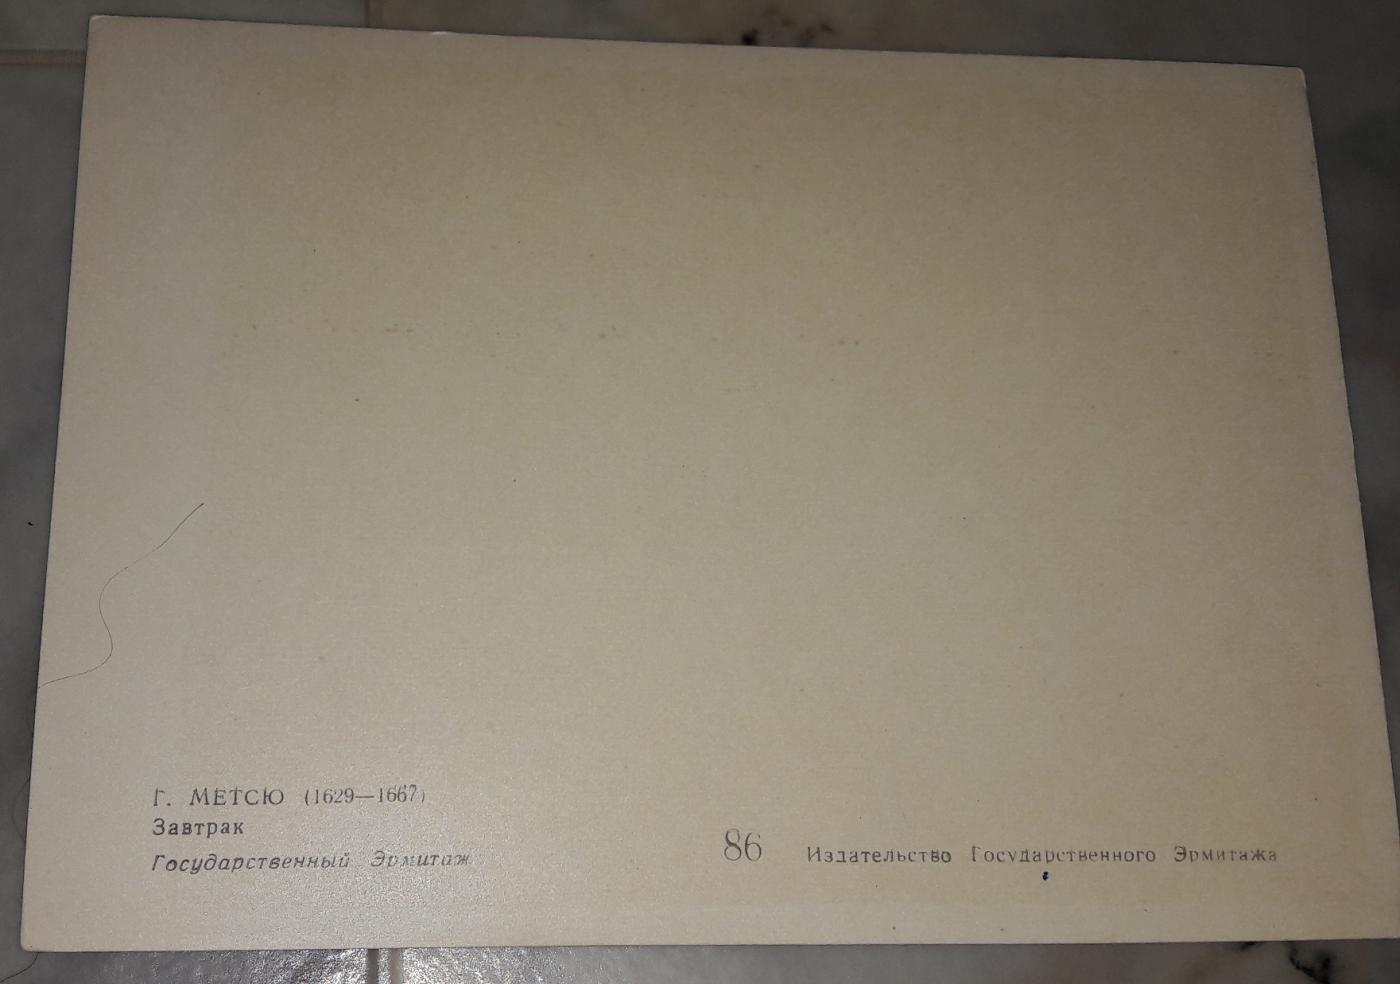 Г. МЕТСЮ (1629—1667)
Завтрак
Государственный Эрмитаж
86 Издательство Государственного Эрмитажа